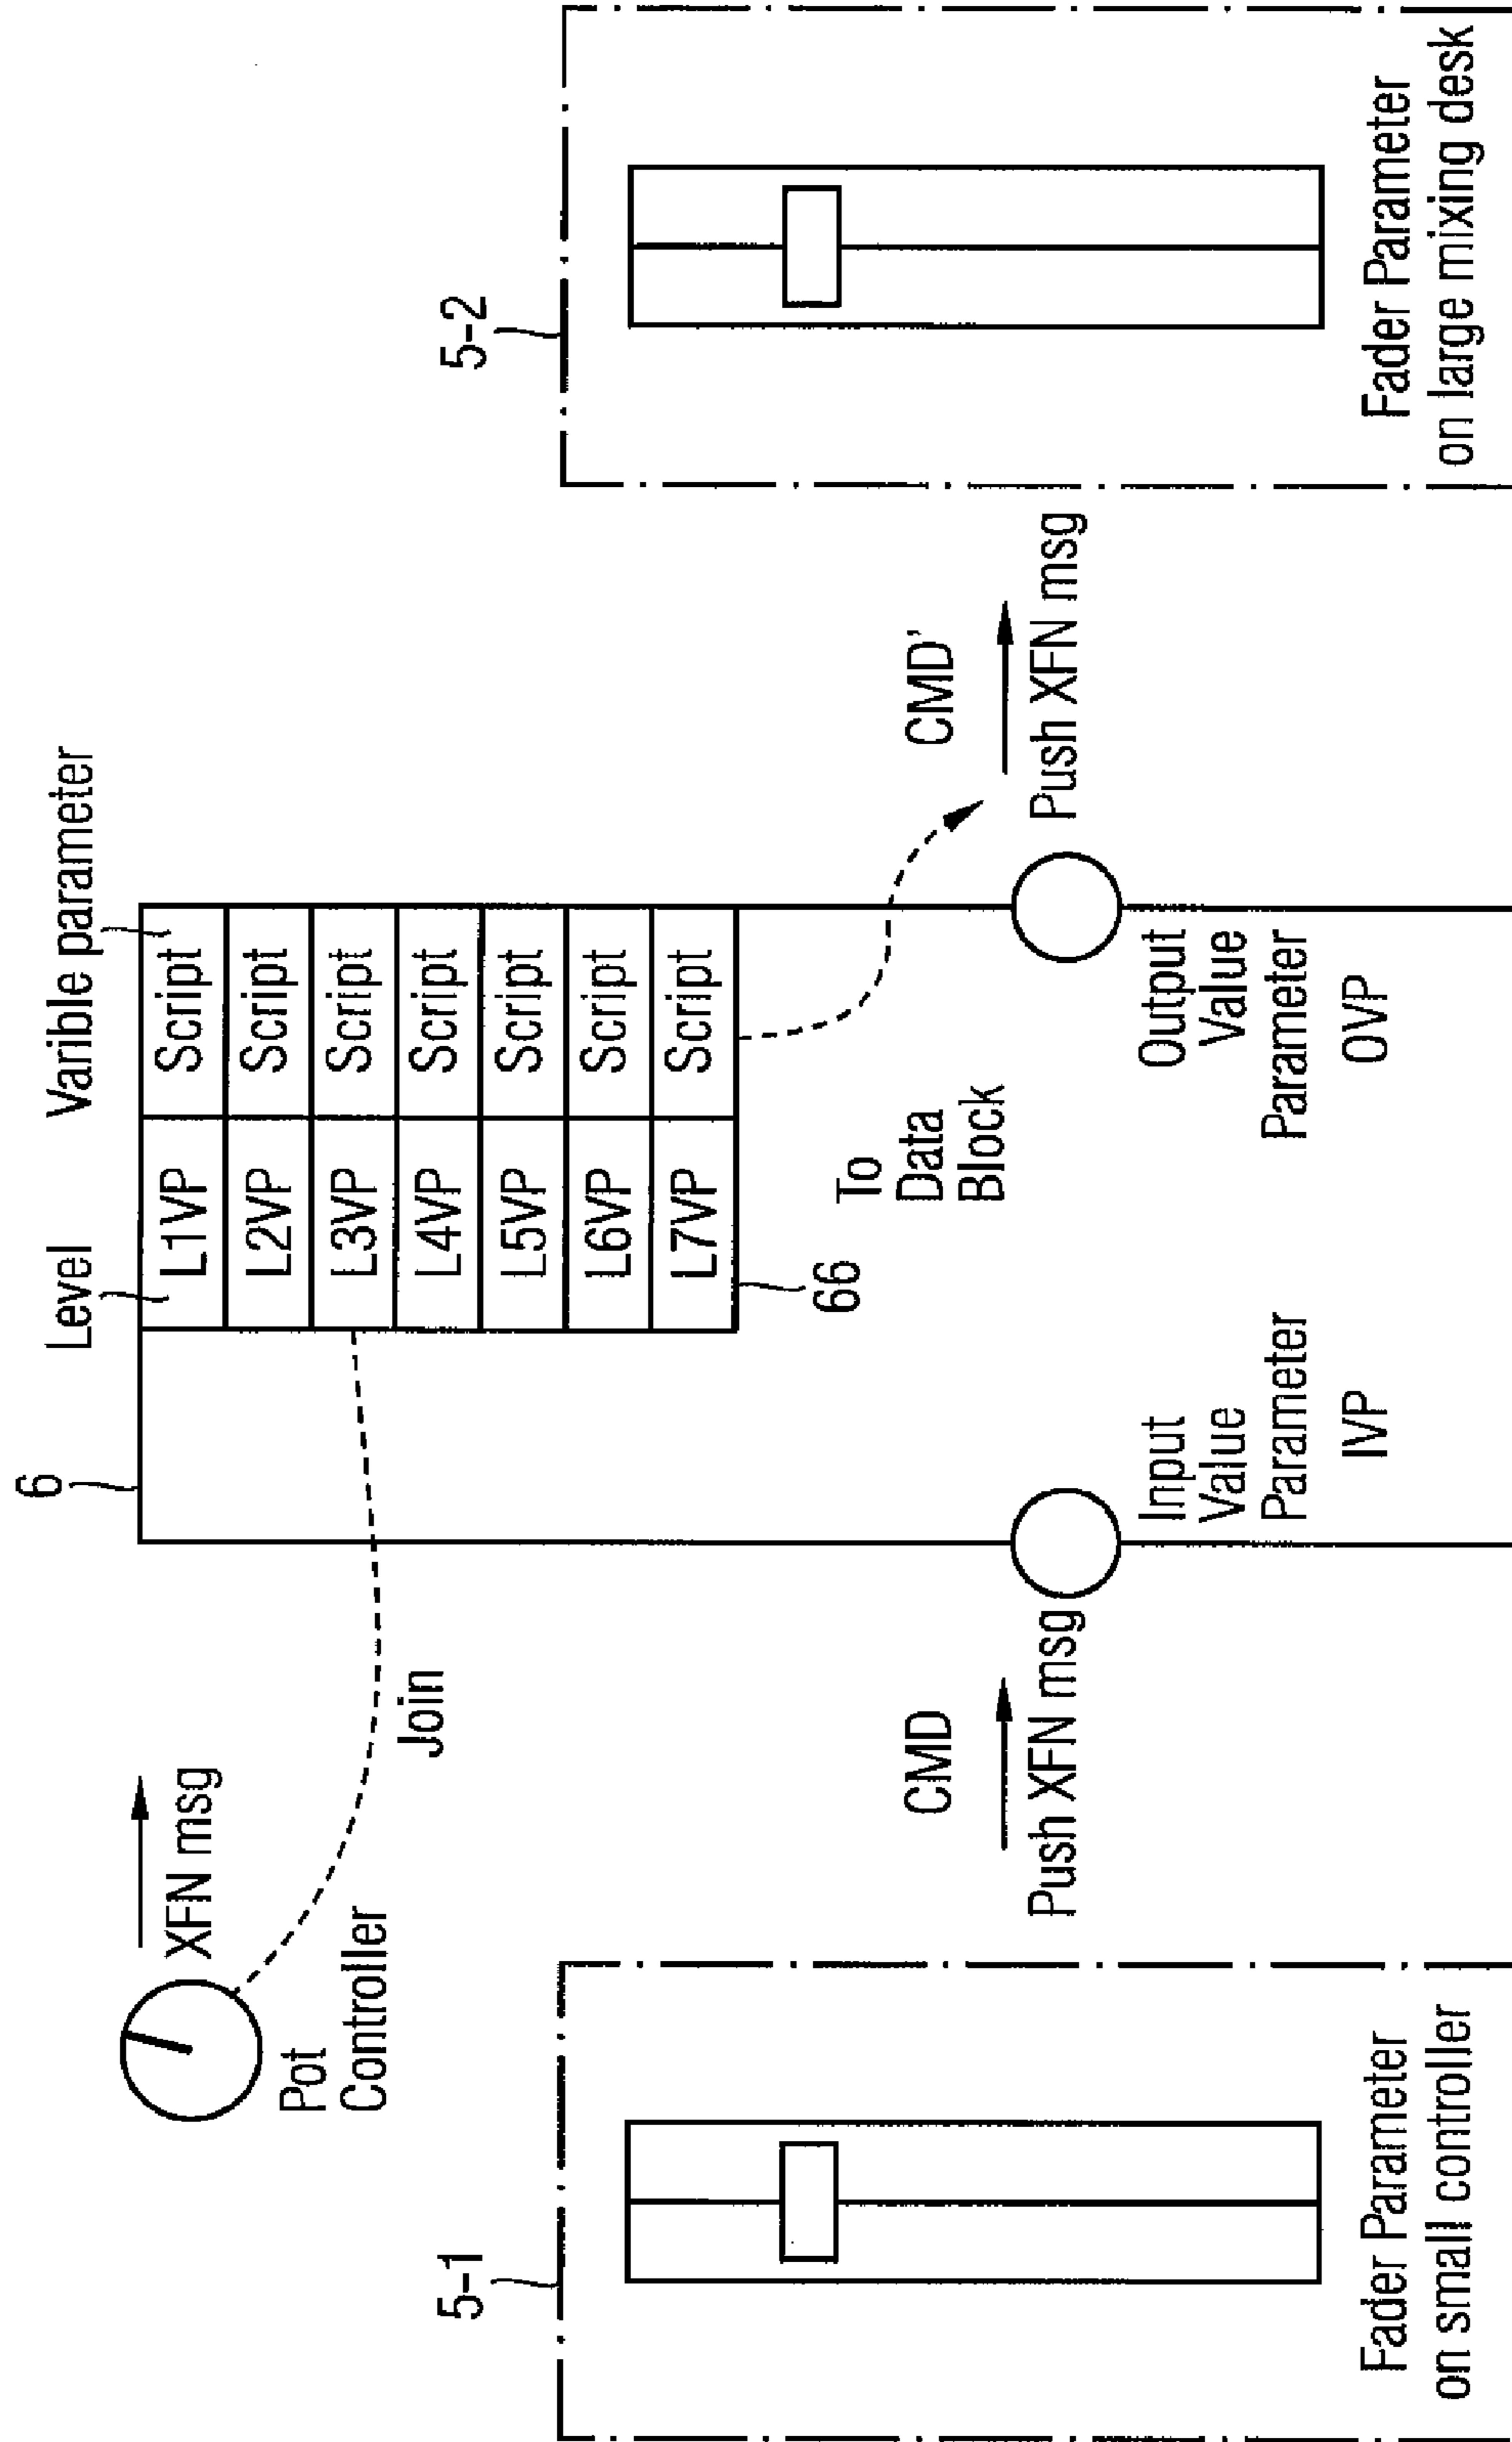 6
Level
Varible parameter
XFN msg
Pot
Controller
Join
L1VP Script
L2VP Script
L3VP Script
L4VP Script
L5VP Script
L6VP Script
L7VP Script
66
To
Data
Block
5-1
5-2
CMD
Push XFN msg
CMD'
Push XFN msg
Input
Value
Parameter
IVP
Output
Value
Parameter
OVP
Fader Parameter
on small controller
Fader Parameter
on large mixing desk